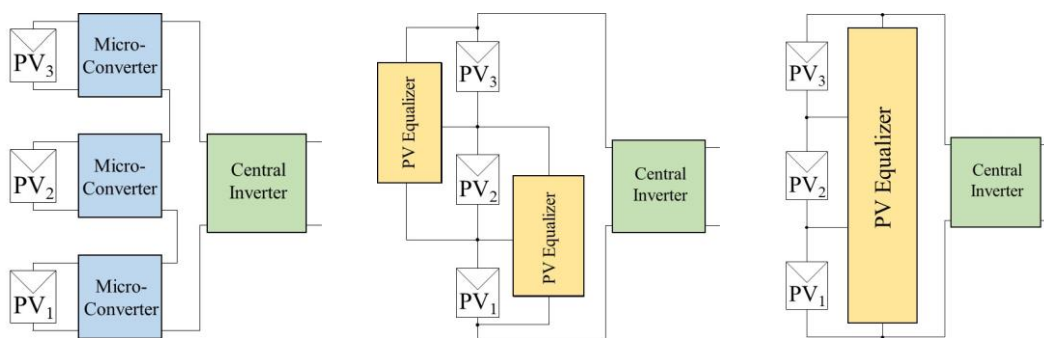 PV3
Micro-
Converter
PV2
Micro-
Converter
PV1
Micro-
Converter
Central
Inverter
PV Equalizer
PV3
PV2
PV Equalizer
PV1
Central
Inverter
PV3
PV2
PV1
PV Equalizer
Central
Inverter